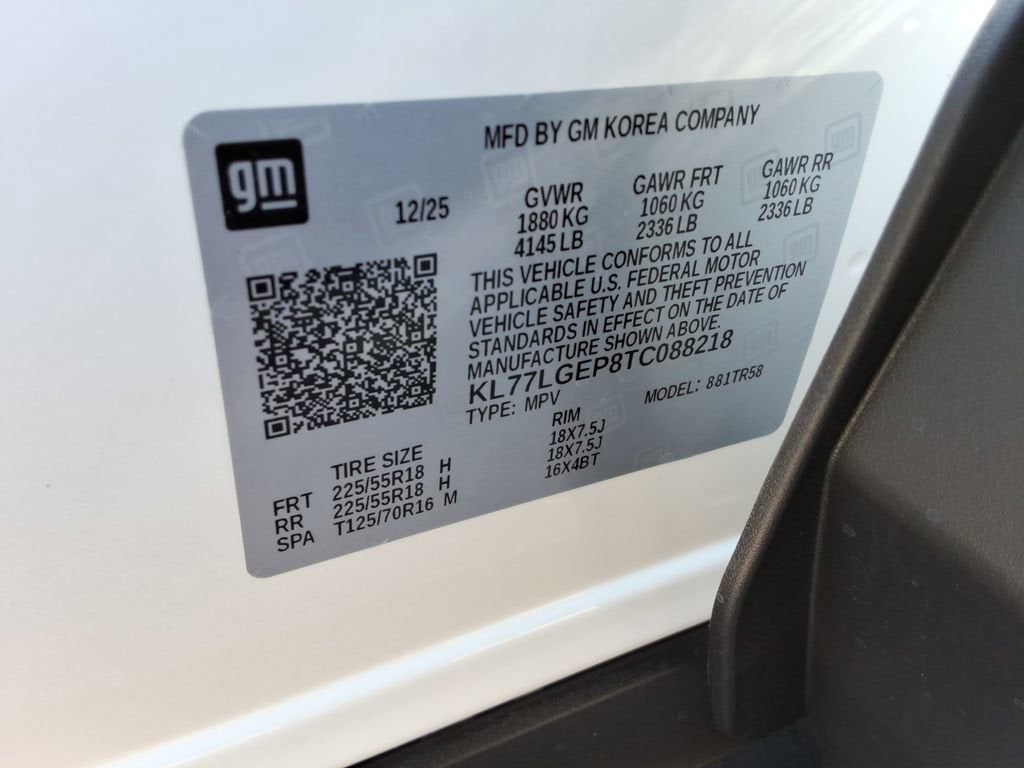 gm
MFD BY GM KOREA COMPANY
12/25
GVWR GAWR FRT GAWR RR
1880 KG 1060 KG 1060 KG
4145 LB 2336 LB 2336 LB
THIS VEHICLE CONFORMS TO ALL
APPLICABLE U.S. FEDERAL MOTOR
VEHICLE SAFETY AND THEFT PREVENTION
STANDARDS IN EFFECT ON THE DATE OF
MANUFACTURE SHOWN ABOVE.
KL77LGEP8TC088218
TYPE: MPV MODEL: 881TR58
TIRE SIZE RIM
FRT 225/55R18 H 18X7.5J
RR 225/55R18 H 18X7.5J
SPA T125/70R16 M 16X4BT